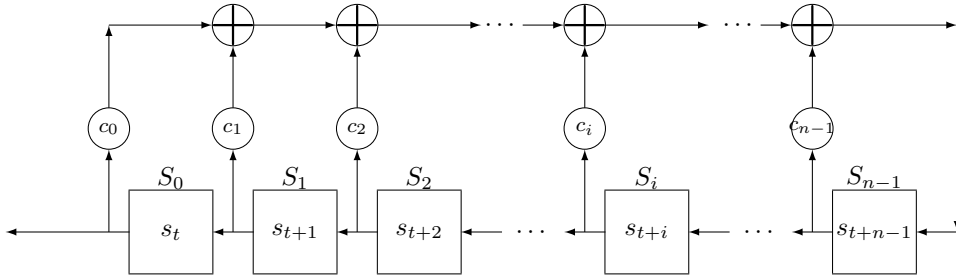 ··· ···
c₀ c₁ c₂ cᵢ cₙ₋₁
S₀ S₁ S₂ Sᵢ Sₙ₋₁
sₜ sₜ₊₁ sₜ₊₂ ··· sₜ₊ᵢ ··· sₜ₊ₙ₋₁